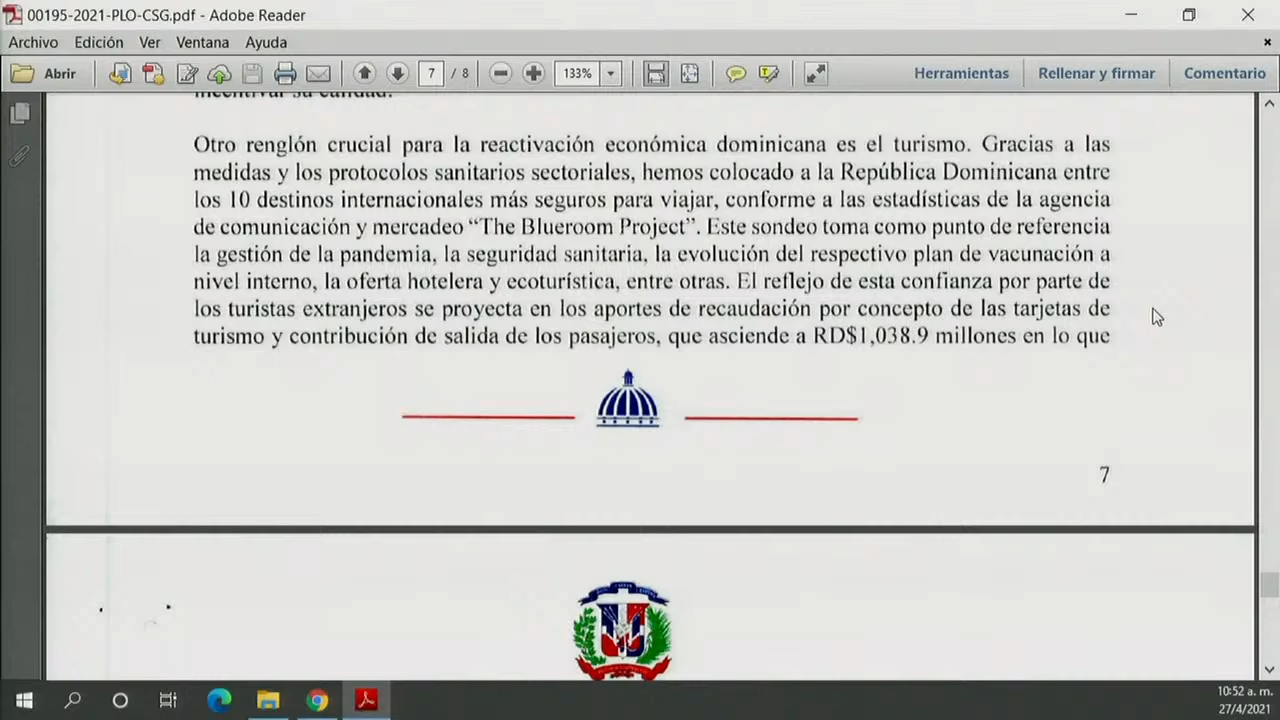 00195-2021-PLO-CSG.pdf - Adobe Reader
Archivo Edición Ver Ventana Ayuda
Abrir 7 / 8 133% Herramientas Rellenar y firmar Comentario
incentivar su calidad.
Otro renglón crucial para la reactivación económica dominicana es el turismo. Gracias a las
medidas y los protocolos sanitarios sectoriales, hemos colocado a la República Dominicana entre
los 10 destinos internacionales más seguros para viajar, conforme a las estadísticas de la agencia
de comunicación y mercadeo “The Blueroom Project”. Este sondeo toma como punto de referencia
la gestión de la pandemia, la seguridad sanitaria, la evolución del respectivo plan de vacunación a
nivel interno, la oferta hotelera y ecoturística, entre otras. El reflejo de esta confianza por parte de
los turistas extranjeros se proyecta en los aportes de recaudación por concepto de las tarjetas de
turismo y contribución de salida de los pasajeros, que asciende a RD$1,038.9 millones en lo que
7
10:52 a. m.
27/4/2021